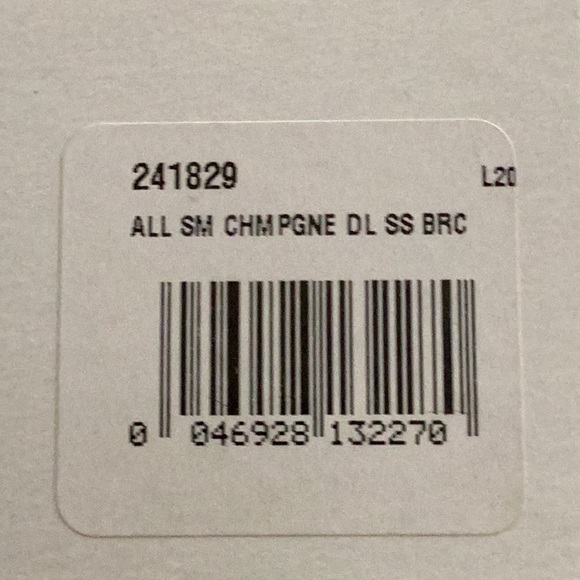 241829 L20
ALL SM CHMPGNE DL SS BRC
0 046928 132270